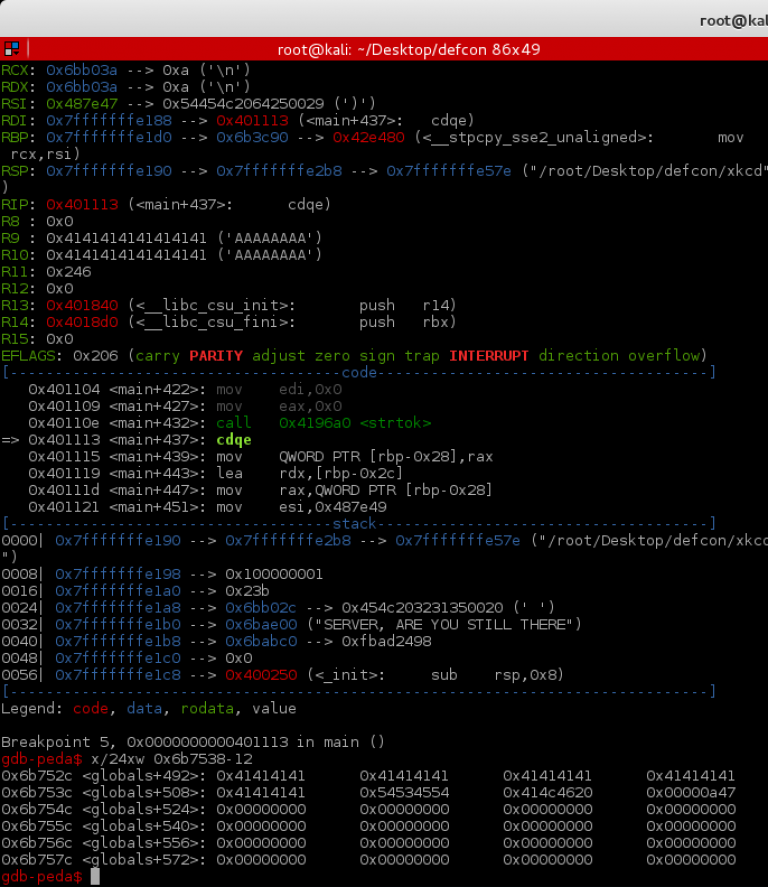 root@kal
root@kali: ~/Desktop/defcon 86x49
RCX: 0x6bb03a --> 0xa ('\n')
RDX: 0x6bb03a --> 0xa ('\n')
RSI: 0x487e47 --> 0x54454c2064250029 (')')
RDI: 0x7fffffffe188 --> 0x401113 (<main+437>:	cdqe)
RBP: 0x7fffffffe1d0 --> 0x6b3c90 --> 0x42e480 (<__stpcpy_sse2_unaligned>:	mov
 rcx,rsi)
RSP: 0x7fffffffe190 --> 0x7fffffffe2b8 --> 0x7fffffffe57e ("/root/Desktop/defcon/xkcd"
)
RIP: 0x401113 (<main+437>:	cdqe)
R8 : 0x0
R9 : 0x4141414141414141 ('AAAAAAAA')
R10: 0x4141414141414141 ('AAAAAAAA')
R11: 0x246
R12: 0x0
R13: 0x401840 (<__libc_csu_init>:	push   r14)
R14: 0x4018d0 (<__libc_csu_fini>:	push   rbx)
R15: 0x0
EFLAGS: 0x206 (carry PARITY adjust zero sign trap INTERRUPT direction overflow)
[-------------------------------------code-------------------------------------]
   0x401104 <main+422>:	mov    edi,0x0
   0x401109 <main+427>:	mov    eax,0x0
   0x40110e <main+432>:	call   0x4196a0 <strtok>
=> 0x401113 <main+437>:	cdqe
   0x401115 <main+439>:	mov    QWORD PTR [rbp-0x28],rax
   0x401119 <main+443>:	lea    rdx,[rbp-0x2c]
   0x40111d <main+447>:	mov    rax,QWORD PTR [rbp-0x28]
   0x401121 <main+451>:	mov    esi,0x487e49
[------------------------------------stack-------------------------------------]
0000| 0x7fffffffe190 --> 0x7fffffffe2b8 --> 0x7fffffffe57e ("/root/Desktop/defcon/xkcd
")
0008| 0x7fffffffe198 --> 0x100000001
0016| 0x7fffffffe1a0 --> 0x23b
0024| 0x7fffffffe1a8 --> 0x6bb02c --> 0x454c203231350020 (' ')
0032| 0x7fffffffe1b0 --> 0x6bae00 ("SERVER, ARE YOU STILL THERE")
0040| 0x7fffffffe1b8 --> 0x6babc0 --> 0xfbad2498
0048| 0x7fffffffe1c0 --> 0x0
0056| 0x7fffffffe1c8 --> 0x400250 (<_init>:	sub    rsp,0x8)
[------------------------------------------------------------------------------]
Legend: code, data, rodata, value
Breakpoint 5, 0x0000000000401113 in main ()
gdb-peda$ x/24xw 0x6b7538-12
0x6b752c <globals+492>:	0x41414141	0x41414141	0x41414141	0x41414141
0x6b753c <globals+508>:	0x41414141	0x54534554	0x414c4620	0x00000a47
0x6b754c <globals+524>:	0x00000000	0x00000000	0x00000000	0x00000000
0x6b755c <globals+540>:	0x00000000	0x00000000	0x00000000	0x00000000
0x6b756c <globals+556>:	0x00000000	0x00000000	0x00000000	0x00000000
0x6b757c <globals+572>:	0x00000000	0x00000000	0x00000000	0x00000000
gdb-peda$